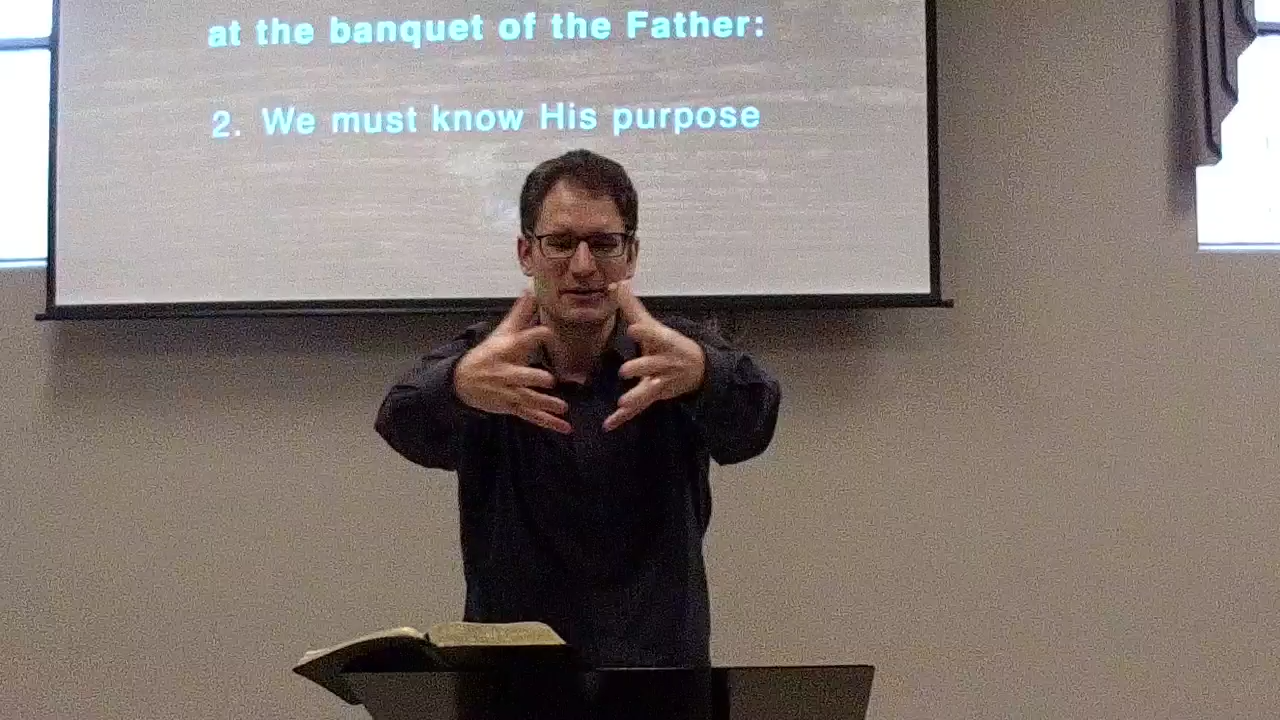 at the banquet of the Father:
2. We must know His purpose